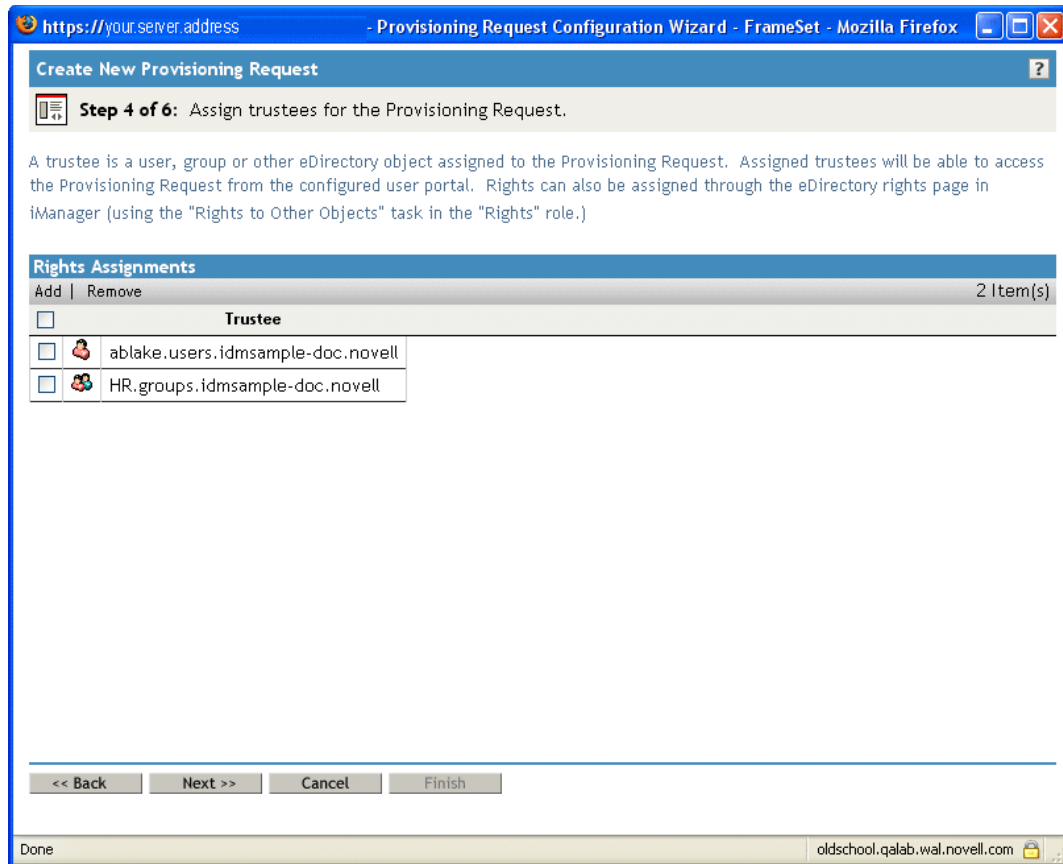 https://your.server.address - Provisioning Request Configuration Wizard - FrameSet - Mozilla Firefox
Create New Provisioning Request ?
Step 4 of 6: Assign trustees for the Provisioning Request.
A trustee is a user, group or other eDirectory object assigned to the Provisioning Request. Assigned trustees will be able to access
the Provisioning Request from the configured user portal. Rights can also be assigned through the eDirectory rights page in
iManager (using the "Rights to Other Objects" task in the "Rights" role.)
Rights Assignments
Add | Remove 2 Item(s)
Trustee
ablake.users.idmsample-doc.novell
HR.groups.idmsample-doc.novell
<< Back Next >> Cancel Finish
Done oldschool.qalab.wal.novell.com